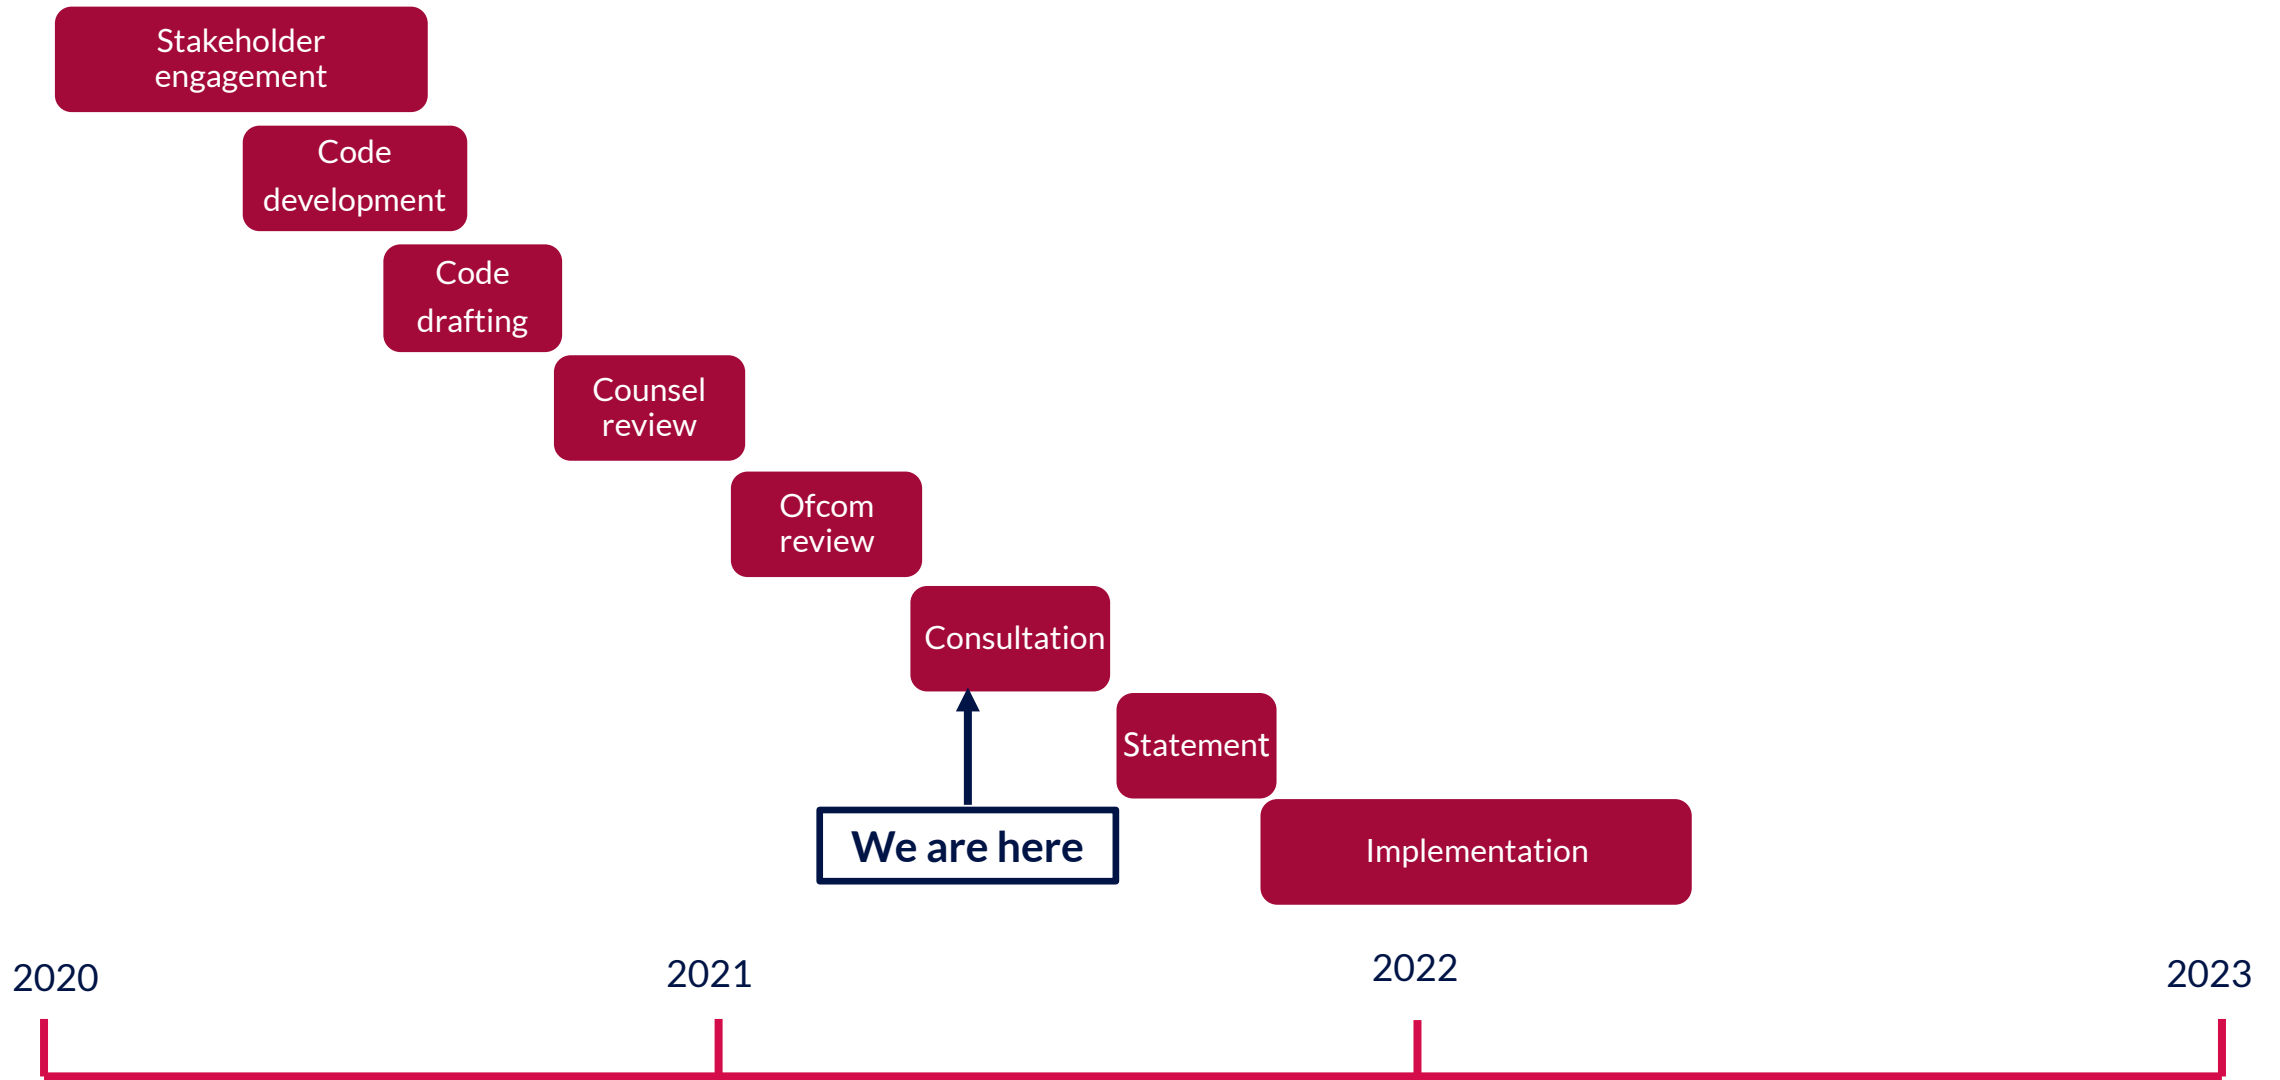 Stakeholder
engagement
Code
development
Code
drafting
Counsel
review
Ofcom
review
Consultation
Statement
We are here
Implementation
2020
2021
2022
2023